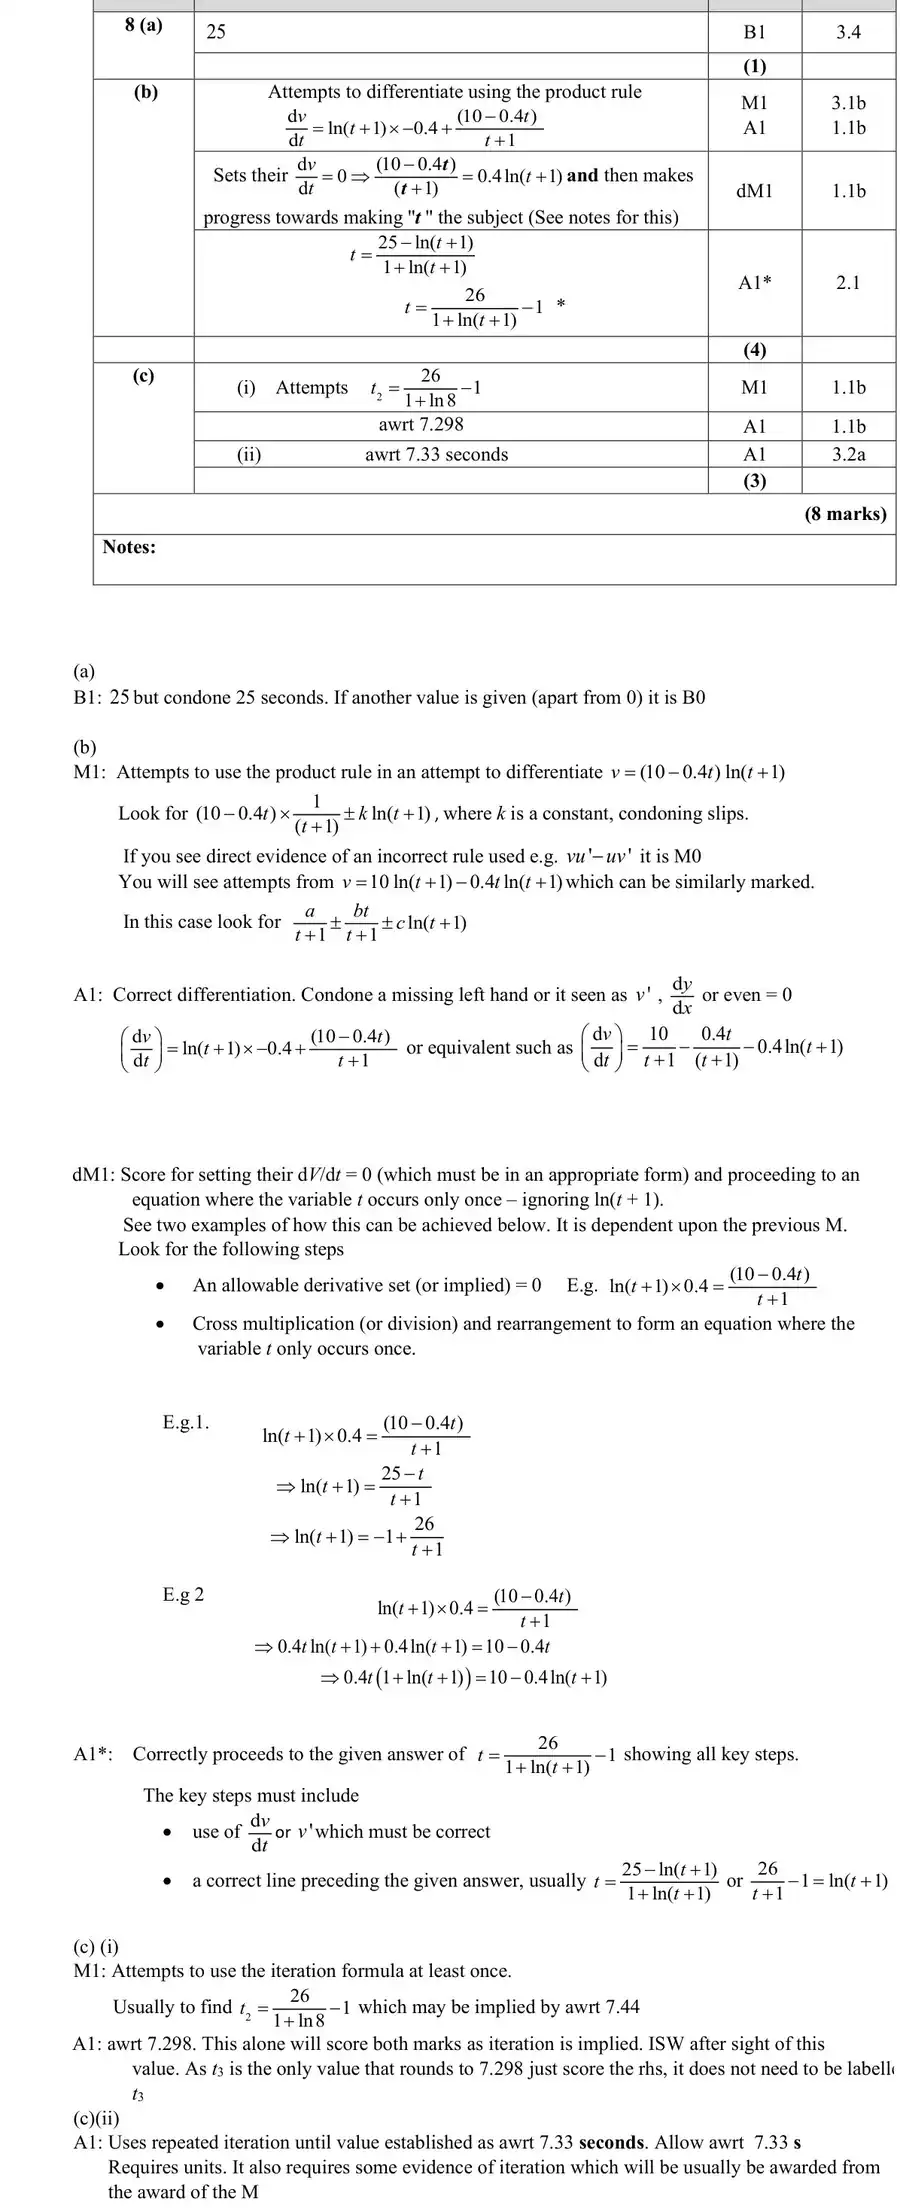 8 (a) 25 B1 3.4
(1)
(b) Attempts to differentiate using the product rule M1 3.1b
dv/dt = ln(t+1)×−0.4+(10−0.4t)/(t+1) A1 1.1b
Sets their dv/dt = 0 ⇒ (10−0.4t)/(t+1) = 0.4 ln(t+1) and then makes dM1 1.1b
progress towards making "t" the subject (See notes for this)
t = (25−ln(t+1))/(1+ln(t+1))
t = 26/(1+ln(t+1)) −1 * A1* 2.1
(4)
(c) (i) Attempts t₂ = 26/(1+ln 8) −1 M1 1.1b
awrt 7.298 A1 1.1b
(ii) awrt 7.33 seconds A1 3.2a
(3)
(8 marks)
Notes:
(a)
B1: 25 but condone 25 seconds. If another value is given (apart from 0) it is B0
(b)
M1: Attempts to use the product rule in an attempt to differentiate v = (10−0.4t) ln(t+1)
Look for (10−0.4t)× 1/(t+1) ± k ln(t+1), where k is a constant, condoning slips.
If you see direct evidence of an incorrect rule used e.g. vu'−uv' it is M0
You will see attempts from v = 10 ln(t+1)−0.4t ln(t+1) which can be similarly marked.
In this case look for a/(t+1) ± bt/(t+1) ± c ln(t+1)
A1: Correct differentiation. Condone a missing left hand or it seen as v', dy/dx or even = 0
(dv/dt) = ln(t+1)×−0.4+(10−0.4t)/(t+1) or equivalent such as (dv/dt) = 10/(t+1) − 0.4t/(t+1) −0.4 ln(t+1)
dM1: Score for setting their dV/dt = 0 (which must be in an appropriate form) and proceeding to an
equation where the variable t occurs only once – ignoring ln(t + 1).
See two examples of how this can be achieved below. It is dependent upon the previous M.
Look for the following steps
• An allowable derivative set (or implied) = 0 E.g. ln(t+1)×0.4 = (10−0.4t)/(t+1)
• Cross multiplication (or division) and rearrangement to form an equation where the
variable t only occurs once.
E.g.1. ln(t+1)×0.4 = (10−0.4t)/(t+1)
⇒ ln(t+1) = (25−t)/(t+1)
⇒ ln(t+1) = −1+ 26/(t+1)
E.g 2 ln(t+1)×0.4 = (10−0.4t)/(t+1)
⇒ 0.4t ln(t+1)+0.4 ln(t+1) = 10−0.4t
⇒ 0.4t(1+ln(t+1)) = 10−0.4 ln(t+1)
A1*: Correctly proceeds to the given answer of t = 26/(1+ln(t+1)) −1 showing all key steps.
The key steps must include
• use of dv/dt or v' which must be correct
• a correct line preceding the given answer, usually t = (25−ln(t+1))/(1+ln(t+1)) or 26/(t+1) −1 = ln(t+1)
(c) (i)
M1: Attempts to use the iteration formula at least once.
Usually to find t₂ = 26/(1+ln 8) −1 which may be implied by awrt 7.44
A1: awrt 7.298. This alone will score both marks as iteration is implied. ISW after sight of this
value. As t3 is the only value that rounds to 7.298 just score the rhs, it does not need to be labelle
t3
(c)(ii)
A1: Uses repeated iteration until value established as awrt 7.33 seconds. Allow awrt 7.33 s
Requires units. It also requires some evidence of iteration which will be usually be awarded from
the award of the M